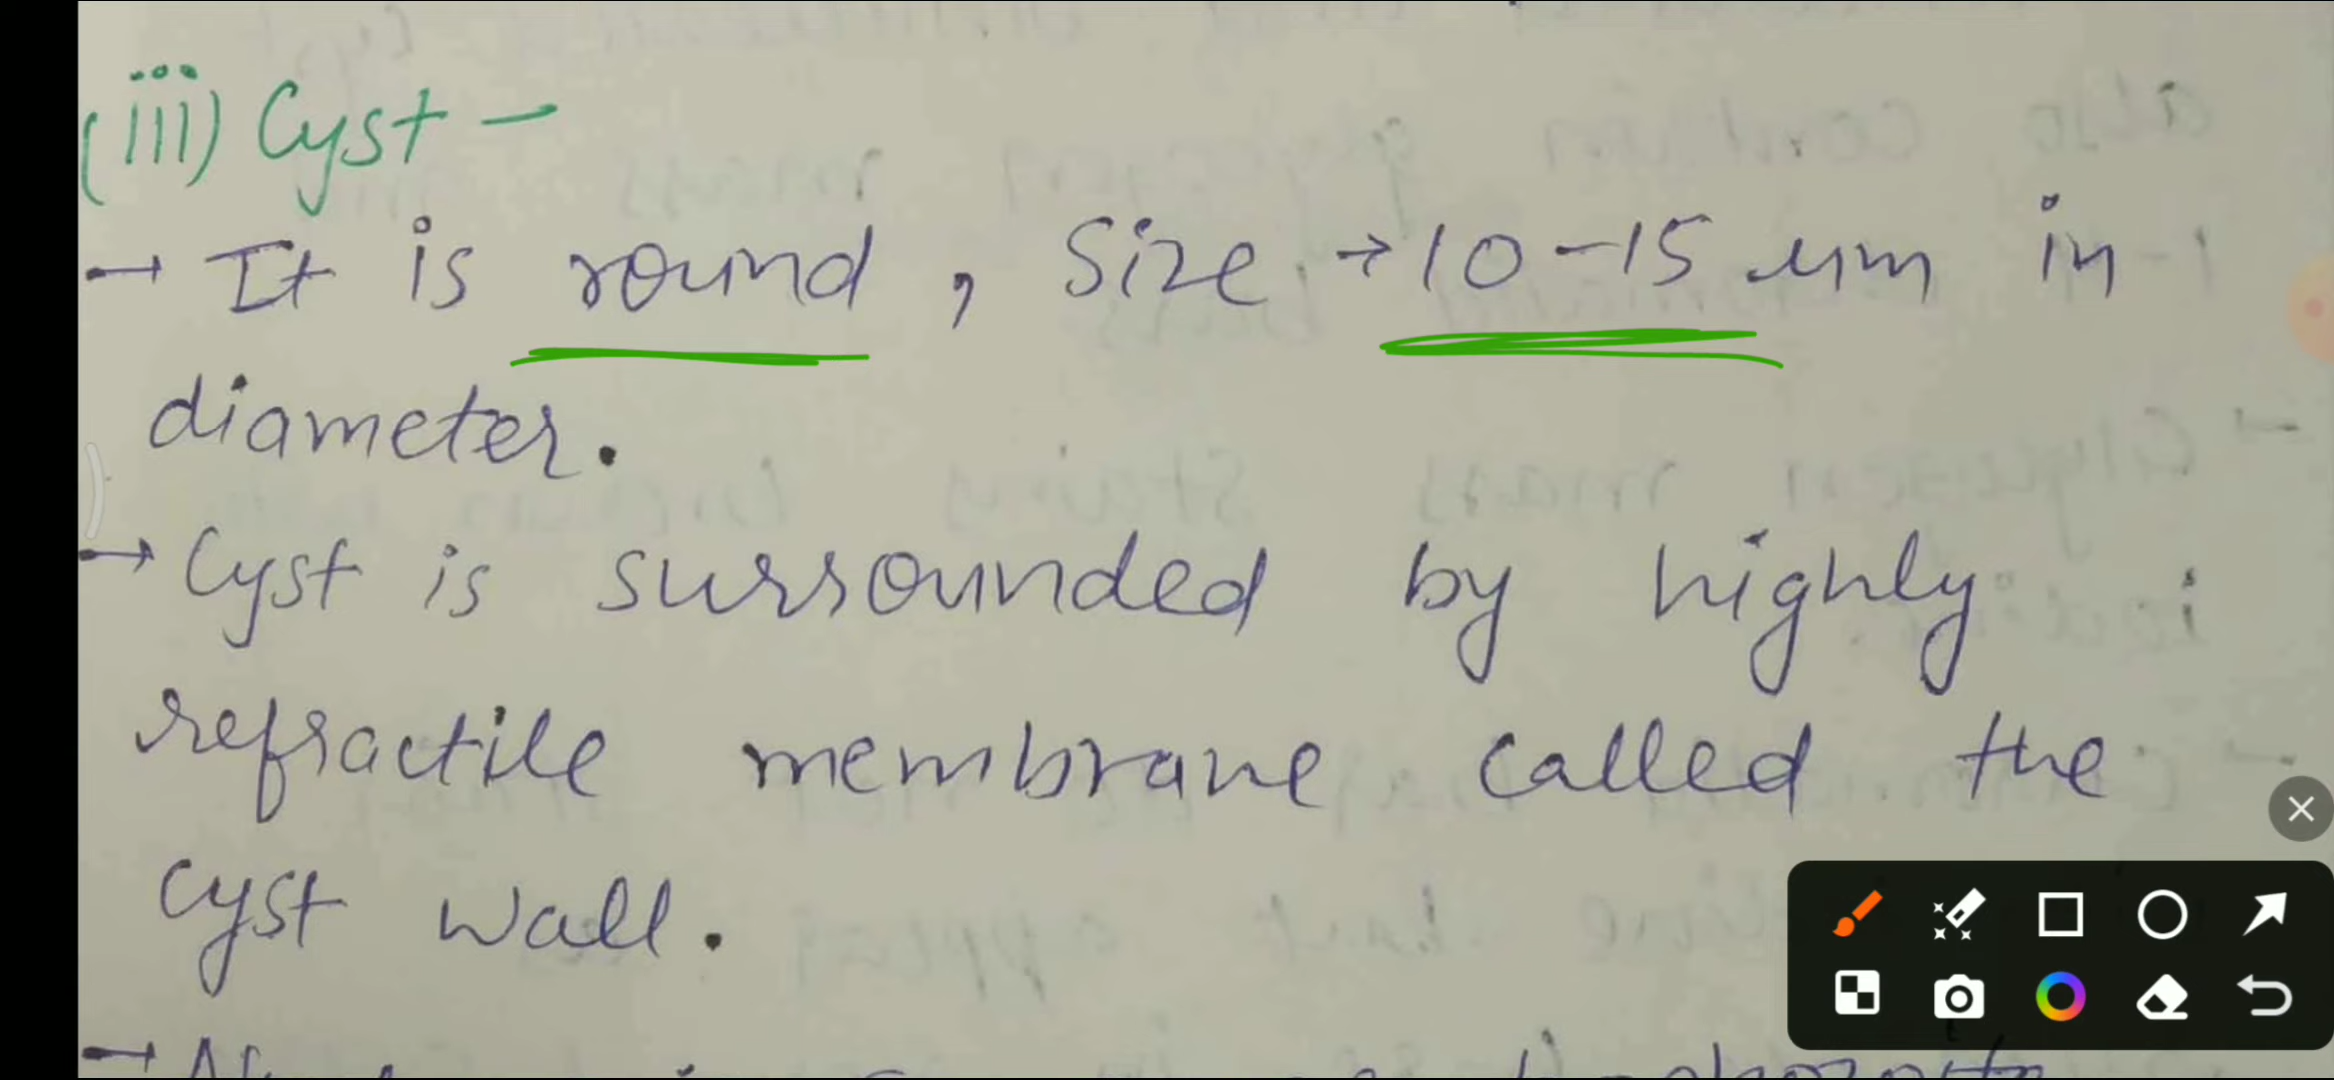 (iii) Cyst -
→ It is round, Size → 10-15 μm in
diameter.
→ Cyst is surrounded by highly
refractile membrane called the
cyst wall.